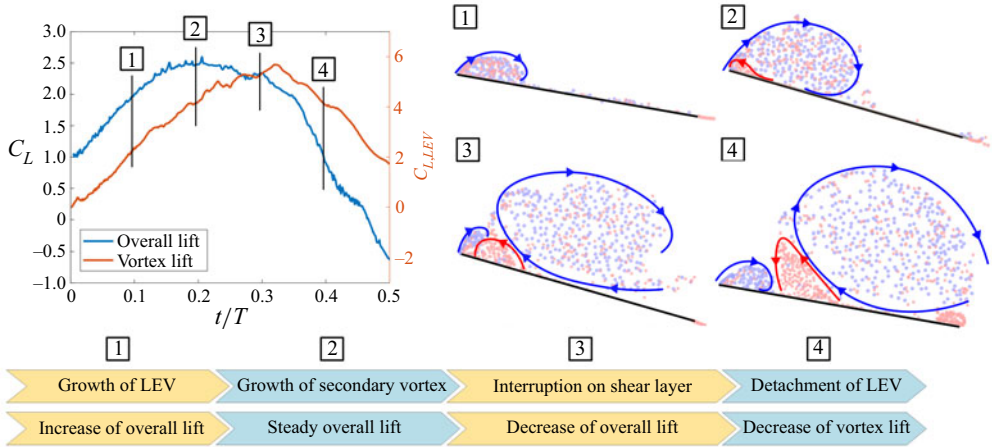 3.0
2.5
2.0
1.5
1.0
0.5
0
–0.5
–1.0
C_L
6
4
2
0
–2
C_L,LEV
1
2
3
4
Overall lift
Vortex lift
0
0.1
0.2
0.3
0.4
0.5
t/T
1
2
3
4
1
2
3
4
Growth of LEV
Growth of secondary vortex
Interruption on shear layer
Detachment of LEV
Increase of overall lift
Steady overall lift
Decrease of overall lift
Decrease of vortex lift